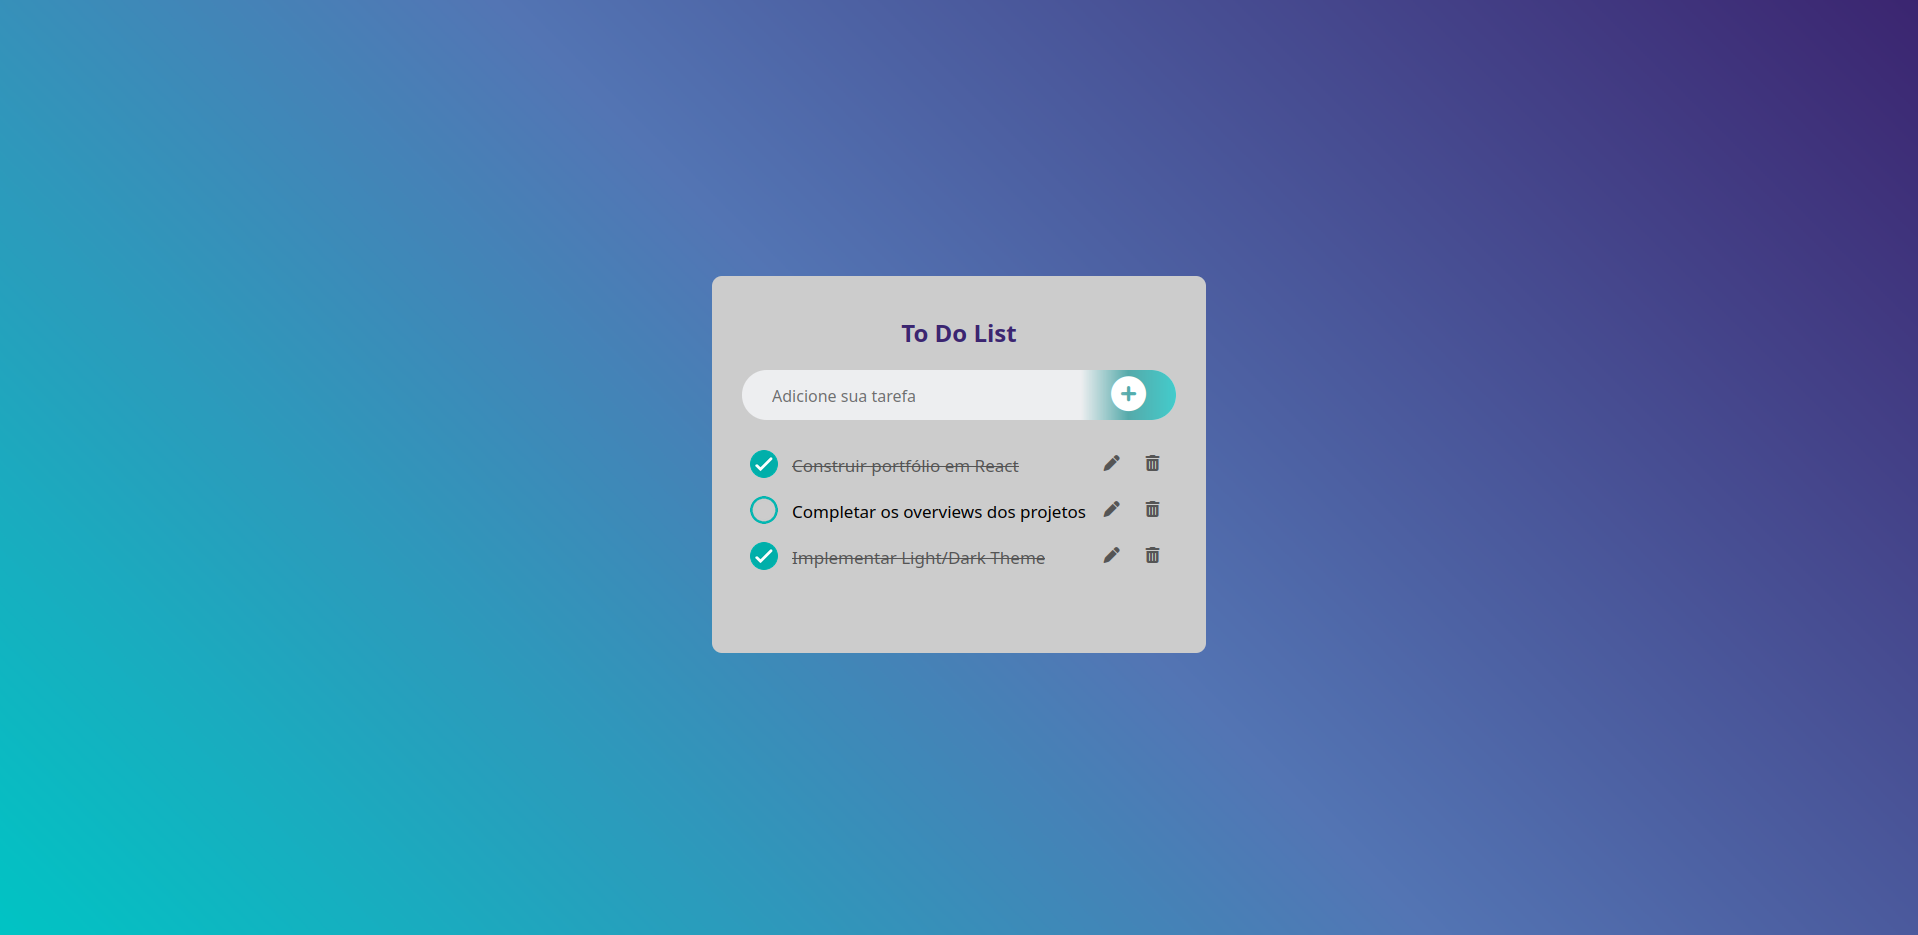 To Do List
Adicione sua tarefa
Construir portfólio em React
Completar os overviews dos projetos
Implementar Light/Dark Theme